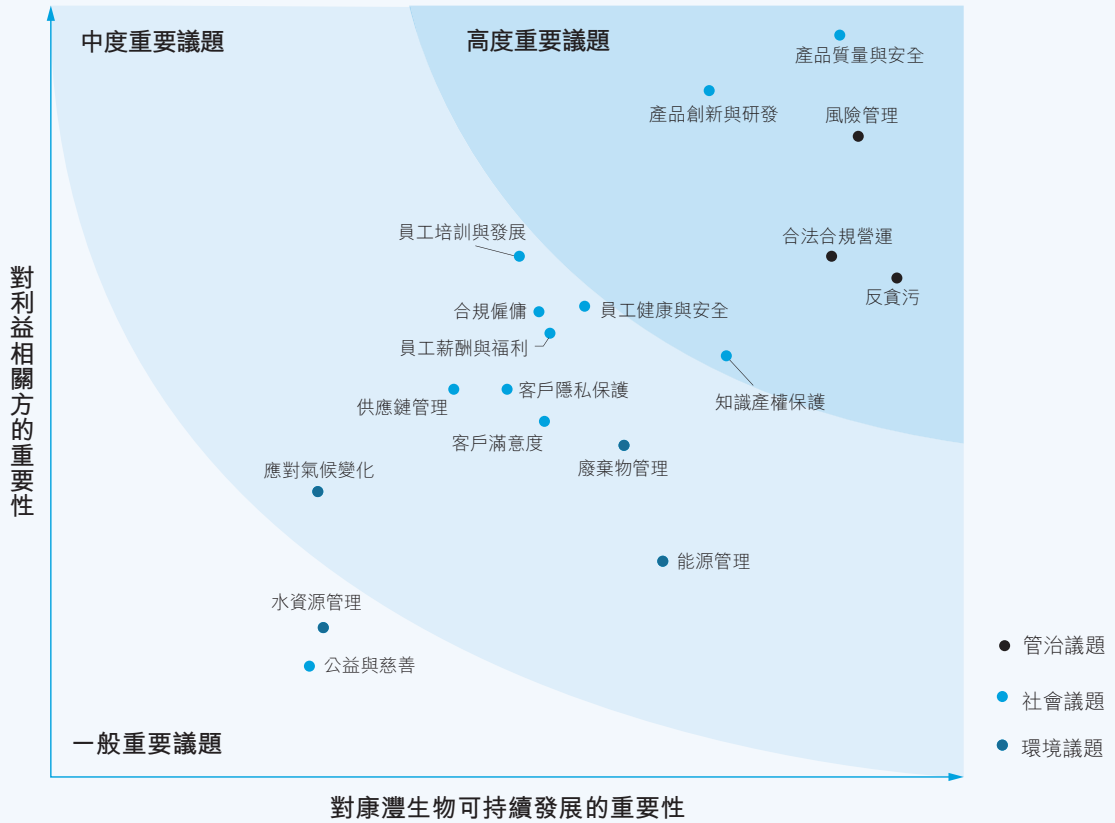 中度重要議題
高度重要議題
產品質量與安全
產品創新與研發
風險管理
員工培訓與發展
合法合規營運
反貪污
合規僱傭
員工健康與安全
員工薪酬與福利
供應鏈管理
客戶隱私保護
知識產權保護
客戶滿意度
廢棄物管理
應對氣候變化
能源管理
水資源管理
公益與慈善
一般重要議題
對利益相關方的重要性
對康灃生物可持續發展的重要性
管治議題
社會議題
環境議題